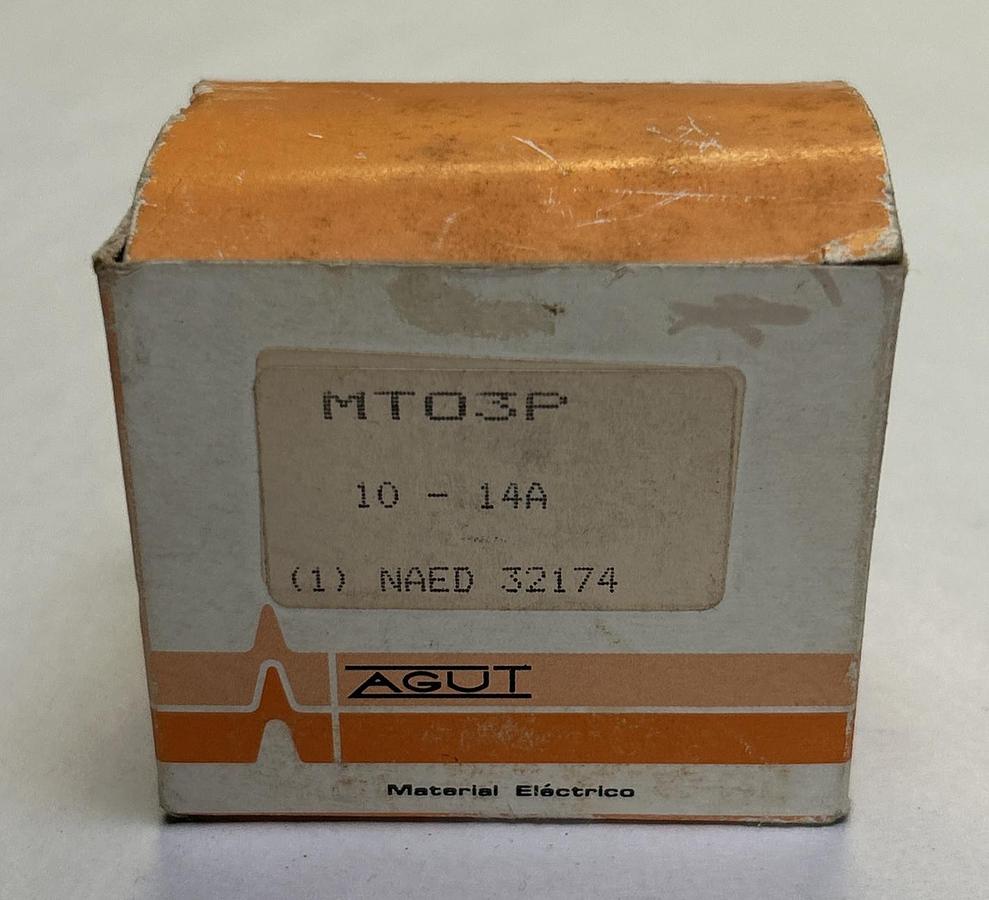 MT03P
10 - 14A
(1) NAED 32174
AGUT
Material Eléctrico